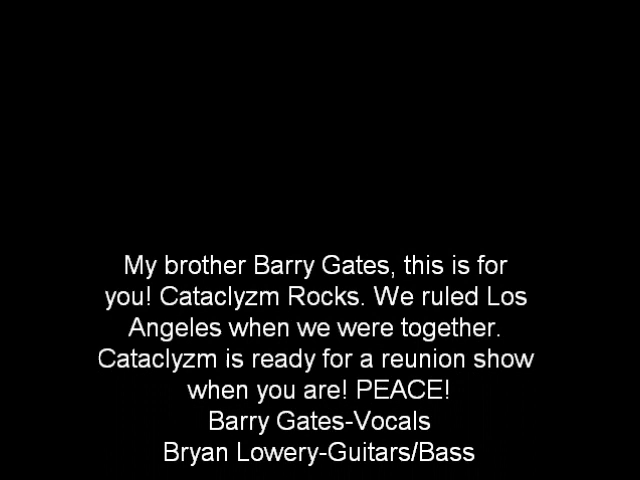 My brother Barry Gates, this is for
you! Cataclyzm Rocks. We ruled Los
Angeles when we were together.
Cataclyzm is ready for a reunion show
when you are! PEACE!
Barry Gates-Vocals
Bryan Lowery-Guitars/Bass